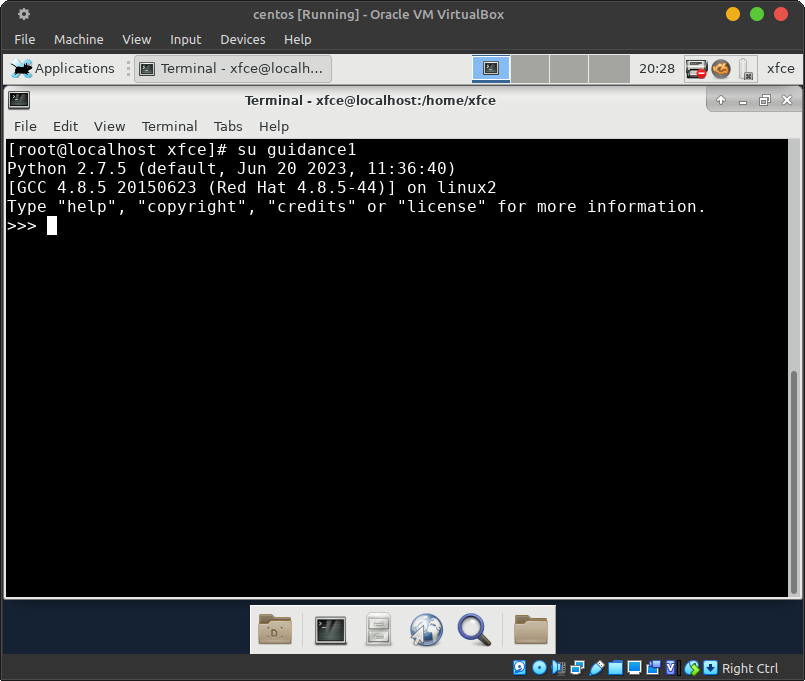 centos [Running] - Oracle VM VirtualBox
File Machine View Input Devices Help
Applications Terminal - xfce@localh... 20:28 xfce
Terminal - xfce@localhost:/home/xfce
File Edit View Terminal Tabs Help
[root@localhost xfce]# su guidance1
Python 2.7.5 (default, Jun 20 2023, 11:36:40)
[GCC 4.8.5 20150623 (Red Hat 4.8.5-44)] on linux2
Type "help", "copyright", "credits" or "license" for more information.
>>>
Right Ctrl